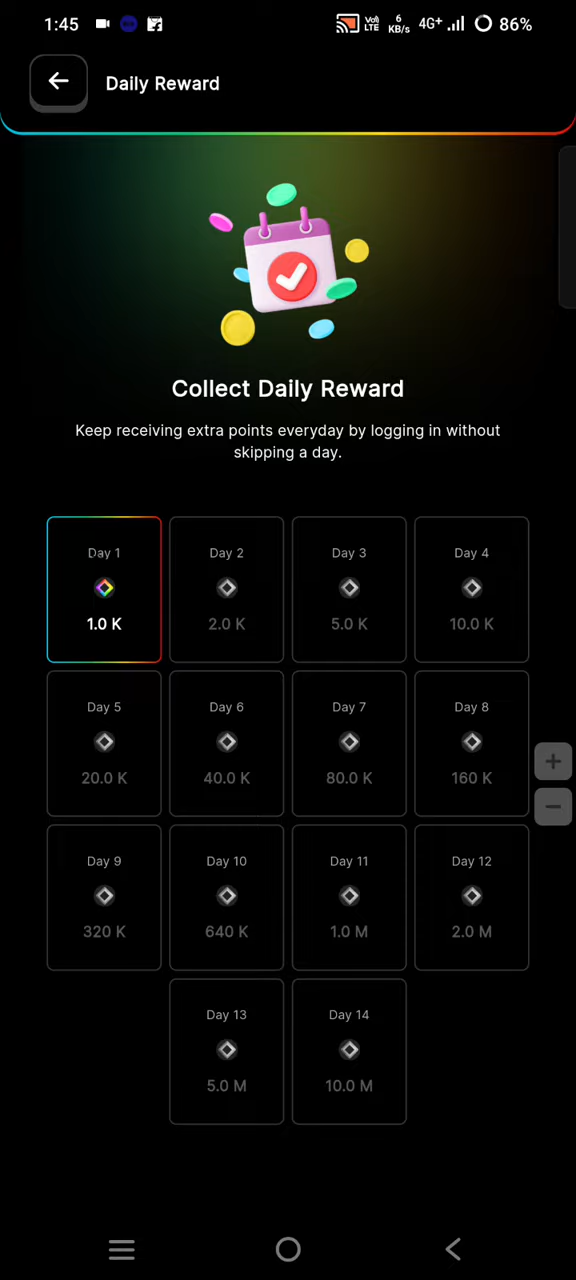 1:45 Vo) LTE 6 KB/s 4G+ 86%
Daily Reward
Collect Daily Reward
Keep receiving extra points everyday by logging in without
skipping a day.
Day 1 Day 2 Day 3 Day 4
1.0 K 2.0 K 5.0 K 10.0 K
Day 5 Day 6 Day 7 Day 8
20.0 K 40.0 K 80.0 K 160 K
Day 9 Day 10 Day 11 Day 12
320 K 640 K 1.0 M 2.0 M
Day 13 Day 14
5.0 M 10.0 M